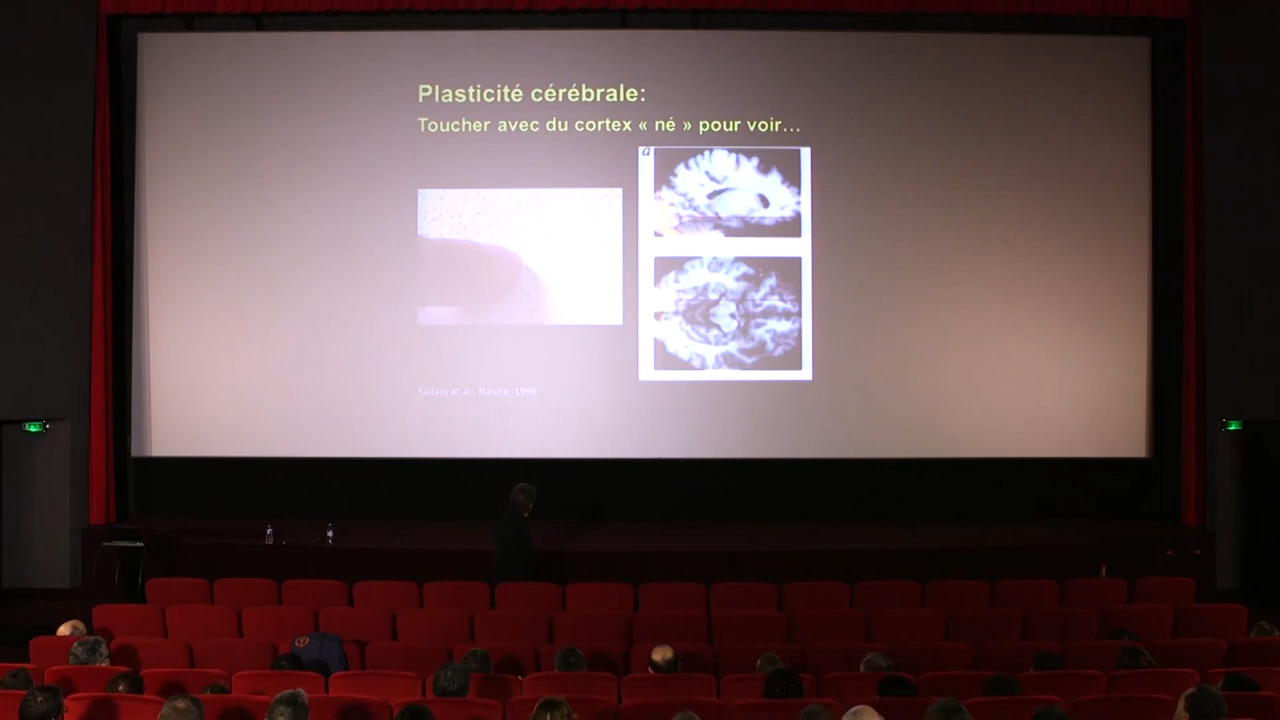 Plasticité cérébrale:
Toucher avec du cortex « né » pour voir...
a
Sadato et al., Nature, 1996